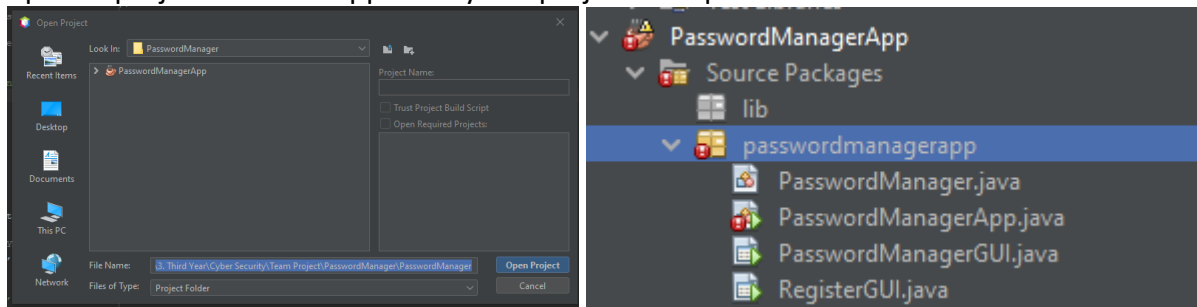 Open Project
Look In: PasswordManager
Recent Items
Desktop
Documents
This PC
Network
PasswordManagerApp
Project Name:
Trust Project Build Script
Open Required Projects:
File Name: 3. Third Year\Cyber Security\Team Project\PasswordManager\PasswordManager
Files of Type: Project Folder
Open Project
Cancel
PasswordManagerApp
Source Packages
lib
passwordmanagerapp
PasswordManager.java
PasswordManagerApp.java
PasswordManagerGUI.java
RegisterGUI.java